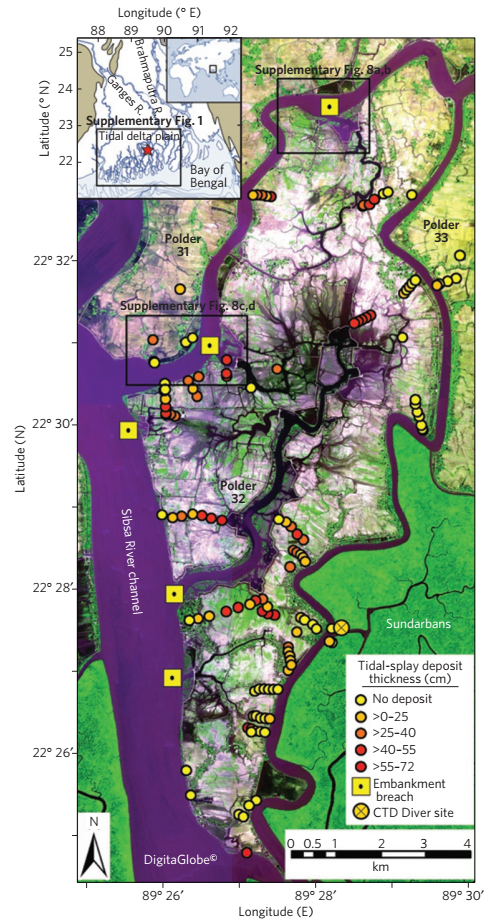 Longitude (° E)
88 89 90 91 92
Latitude (° N)
25
24
23
22
Brahmaputra R.
Ganges R.
Supplementary Fig. 1
Tidal delta plain
Bay of
Bengal
Supplementary Fig. 8a,b
Polder
33
Polder
31
22° 32′
Supplementary Fig. 8c,d
22° 30′
Latitude (N)
Polder
32
Sibsa River channel
22° 28′
Sundarbans
Tidal-splay deposit
thickness (cm)
No deposit
>0–25
>25–40
>40–55
>55–72
Embankment
breach
CTD Diver site
22° 26′
N
DigitaGlobe©
0 0.5 1 2 3 4
km
89° 26′ 89° 28′ 89° 30′
Longitude (E)